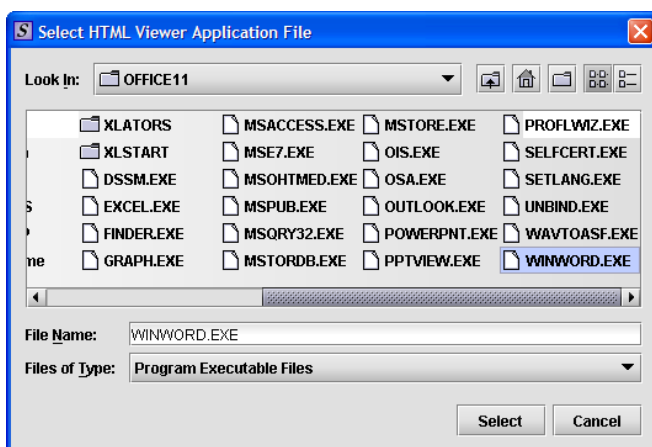 S Select HTML Viewer Application File
Look In: OFFICE11
XLATORS MSACCESS.EXE MSTORE.EXE PROFLWIZ.EXE
XLSTART MSE7.EXE OIS.EXE SELFCERT.EXE
DSSM.EXE MSOHTMED.EXE OSA.EXE SETLANG.EXE
S EXCEL.EXE MSPUB.EXE OUTLOOK.EXE UNBIND.EXE
FINDER.EXE MSQRY32.EXE POWERPNT.EXE WAVTOASF.EXE
me GRAPH.EXE MSTORDB.EXE PPTVIEW.EXE WINWORD.EXE
File Name: WINWORD.EXE
Files of Type: Program Executable Files
Select Cancel